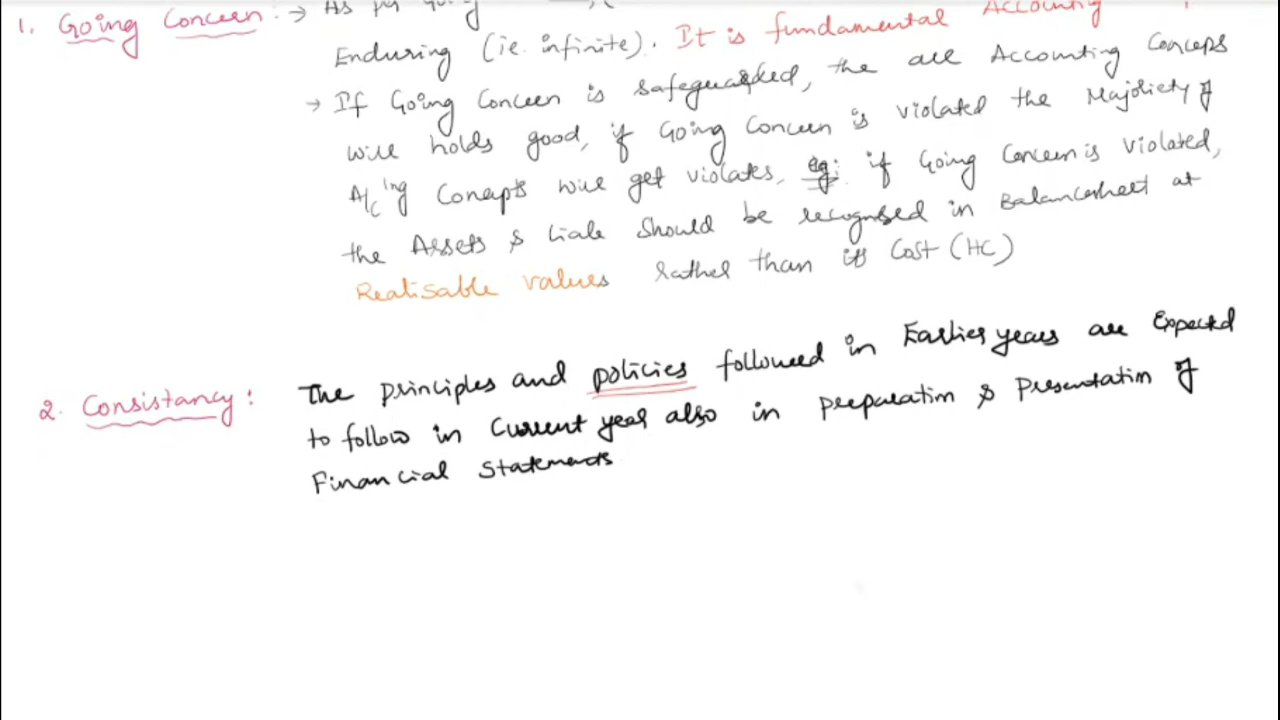 1. Going Concern: → As per Going
Enduring (ie. infinite). It is fundamental Accounting
→ If Going Concern is safeguarded, the all Accounting Conceps
will holds good, if Going Concern is violated the Majority of
A/c ing Concepts will get violates, eg: if Going Concern is violated,
the Assets & Liab should be recognised in Balancesheet at
Realisable values rather than it's Cost (HC)
2. Consistancy: The principles and policies followed in Earlier years are Expected
to follow in Current year also in preparation & Presentation of
Financial Statements